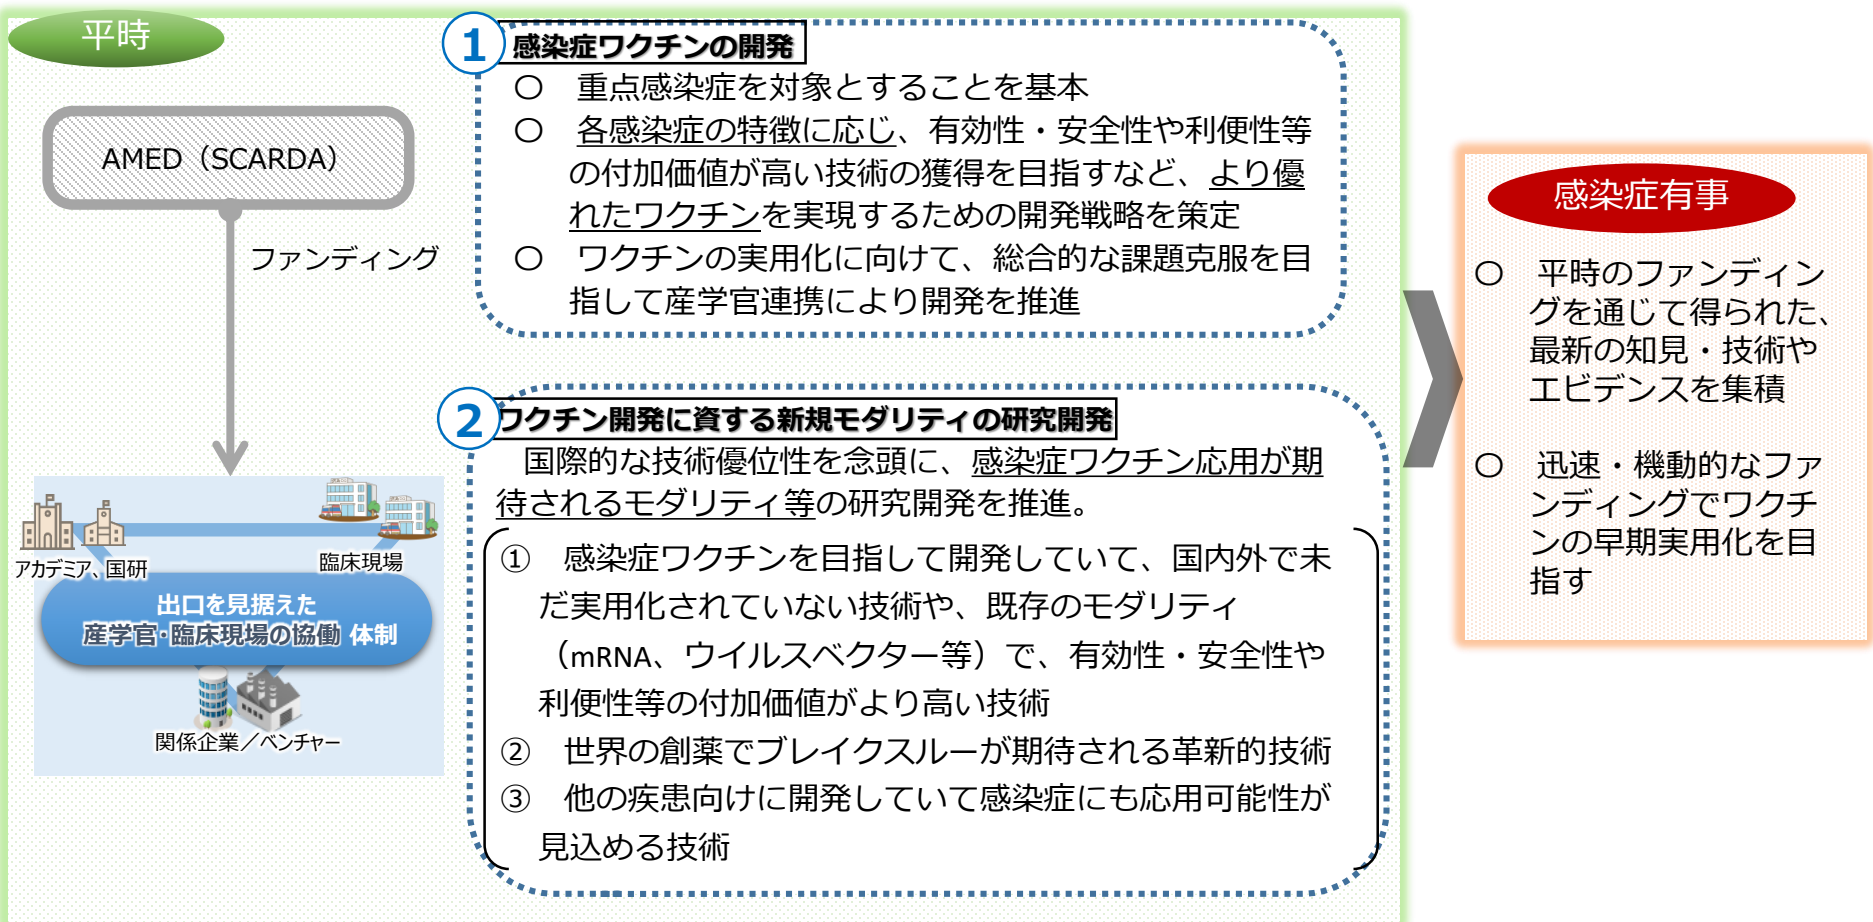 平時
AMED（SCARDA）
ファンディング
アカデミア、国研
臨床現場
出口を見据えた
産学官・臨床現場の協働 体制
関係企業／ベンチャー
1
感染症ワクチンの開発
○　重点感染症を対象とすることを基本
○　各感染症の特徴に応じ、有効性・安全性や利便性等
の付加価値が高い技術の獲得を目指すなど、より優
れたワクチンを実現するための開発戦略を策定
○　ワクチンの実用化に向けて、総合的な課題克服を目
指して産学官連携により開発を推進
2
ワクチン開発に資する新規モダリティの研究開発
国際的な技術優位性を念頭に、感染症ワクチン応用が期
待されるモダリティ等の研究開発を推進。
①　感染症ワクチンを目指して開発していて、国内外で未
だ実用化されていない技術や、既存のモダリティ
（mRNA、ウイルスベクター等）で、有効性・安全性や
利便性等の付加価値がより高い技術
②　世界の創薬でブレイクスルーが期待される革新的技術
③　他の疾患向けに開発していて感染症にも応用可能性が
見込める技術
感染症有事
○　平時のファンディン
グを通じて得られた、
最新の知見・技術や
エビデンスを集積
○　迅速・機動的なファ
ンディングでワクチ
ンの早期実用化を目
指す